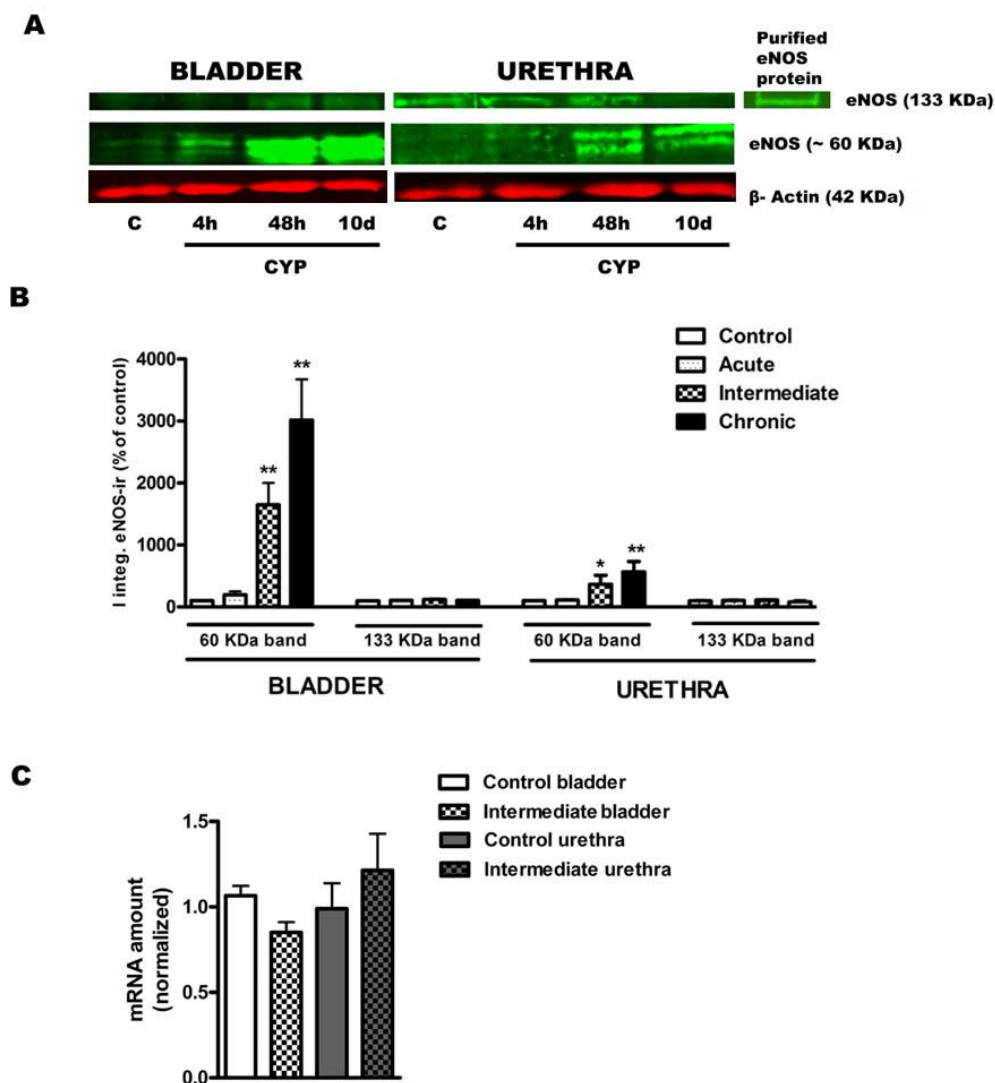 A
BLADDER
URETHRA
Purified
eNOS
protein
eNOS (133 KDa)
eNOS (~ 60 KDa)
β- Actin (42 KDa)
C 4h 48h 10d C 4h 48h 10d
CYP CYP
B
I integ. eNOS-ir (% of control)
4000
3000
2000
1000
0
** ** * **
Control
Acute
Intermediate
Chronic
60 KDa band 133 KDa band 60 KDa band 133 KDa band
BLADDER URETHRA
C
mRNA amount
(normalized)
1.5
1.0
0.5
0.0
Control bladder
Intermediate bladder
Control urethra
Intermediate urethra